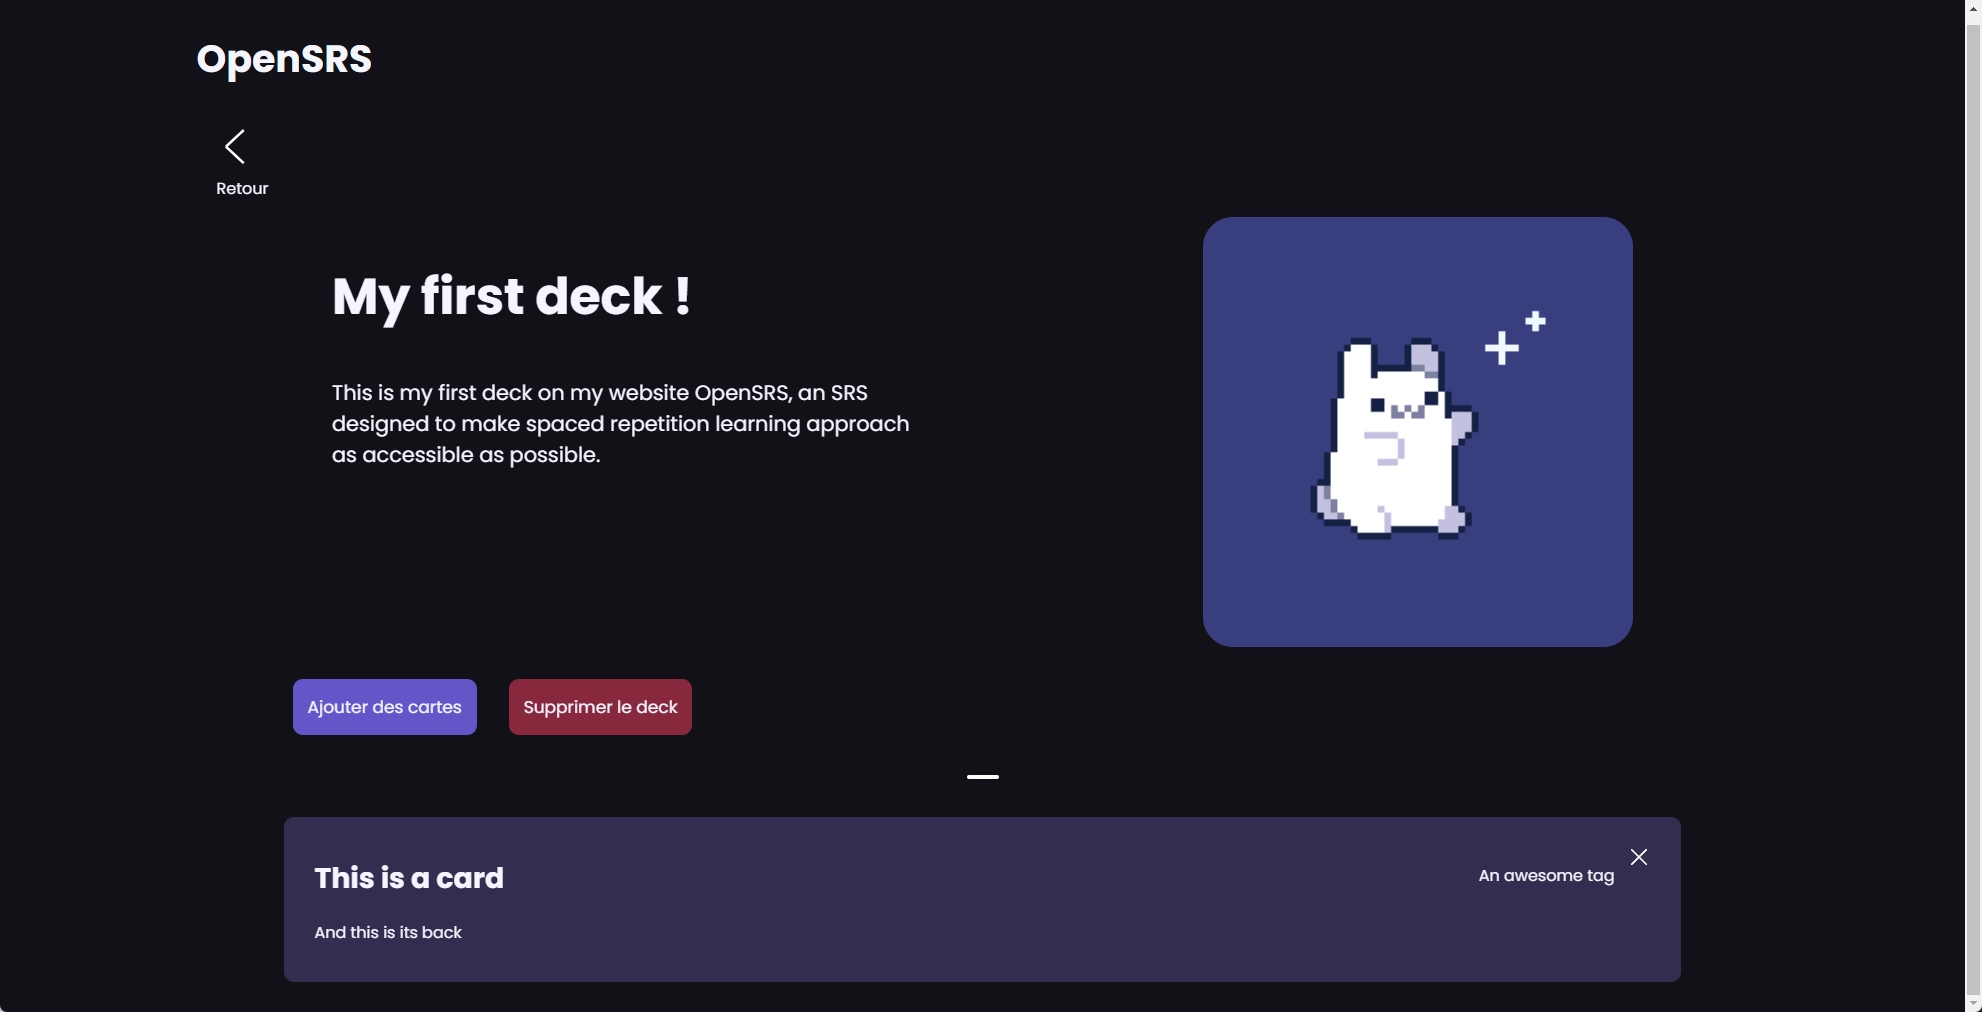 OpenSRS
Retour
My first deck !
This is my first deck on my website OpenSRS, an SRS
designed to make spaced repetition learning approach
as accessible as possible.
Ajouter des cartes
Supprimer le deck
This is a card
An awesome tag
And this is its back